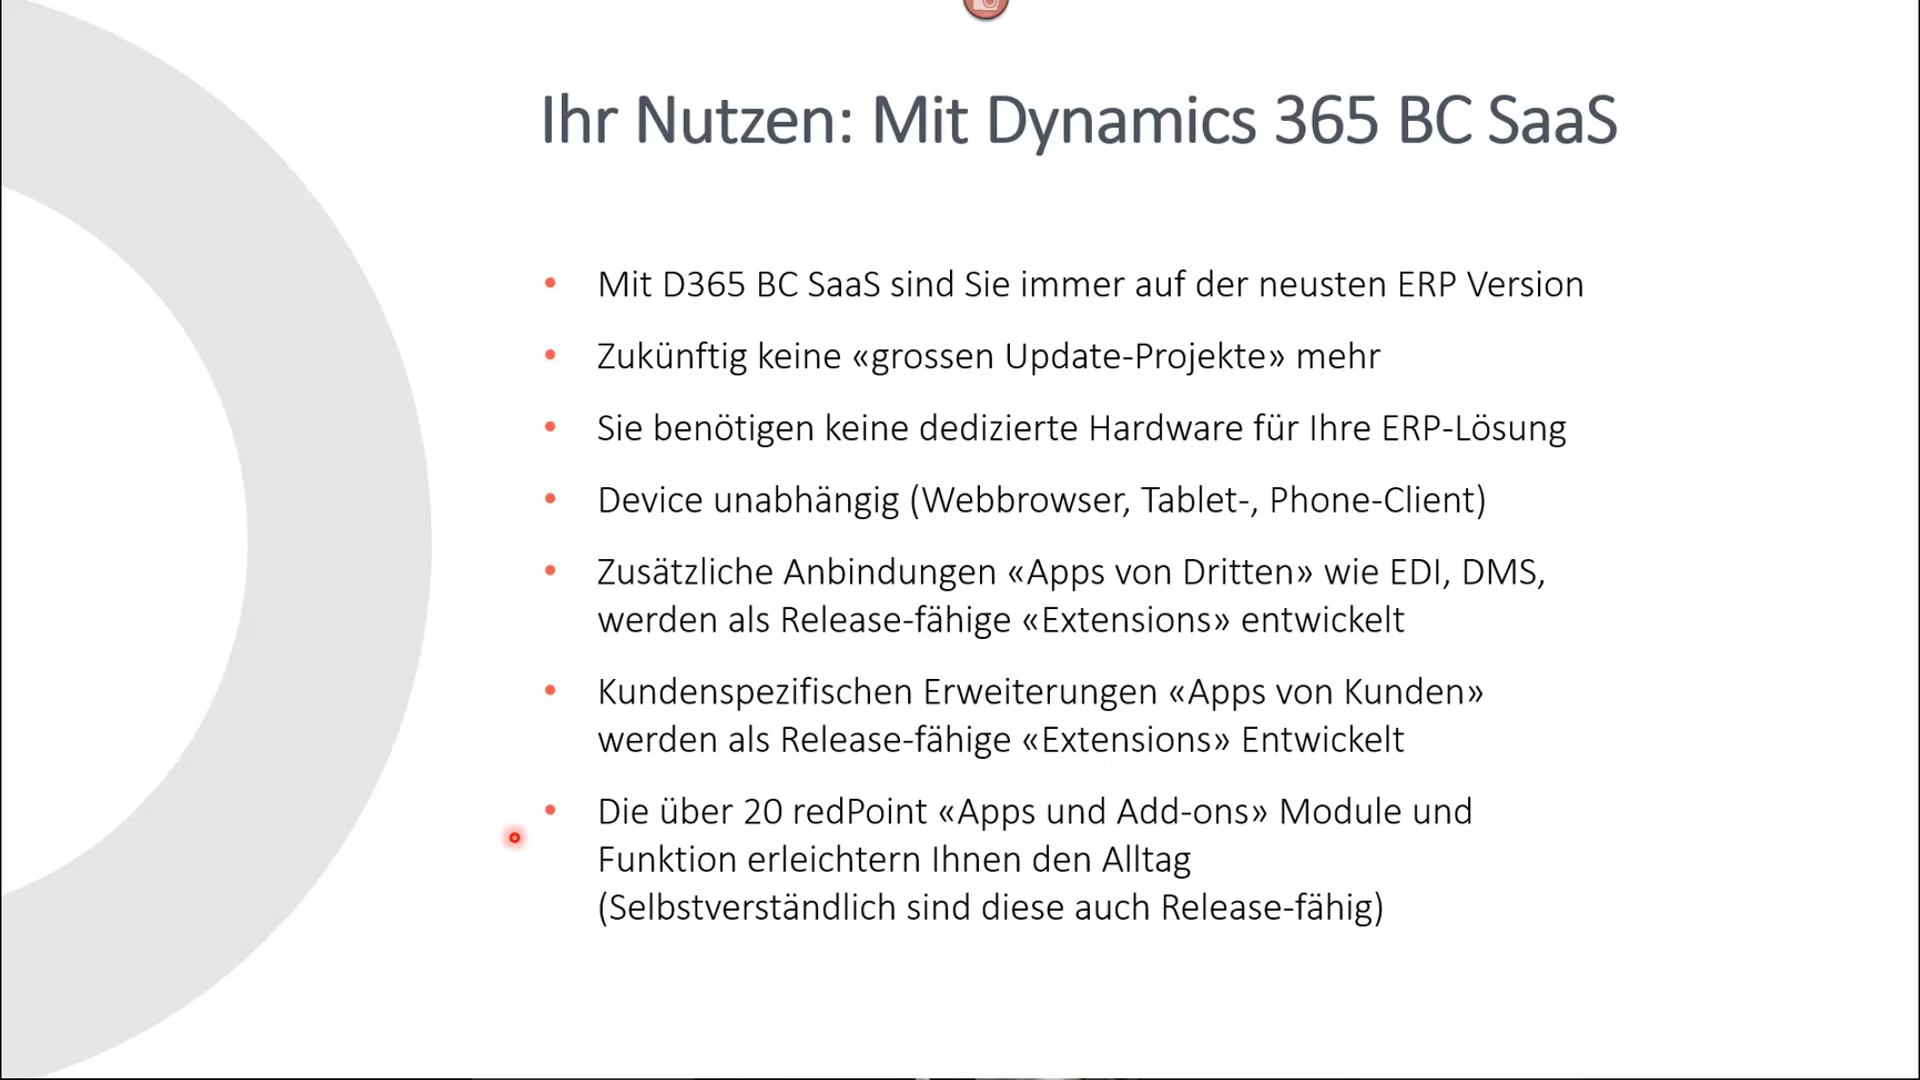 Ihr Nutzen: Mit Dynamics 365 BC SaaS
• Mit D365 BC SaaS sind Sie immer auf der neusten ERP Version
• Zukünftig keine «grossen Update-Projekte» mehr
• Sie benötigen keine dedizierte Hardware für Ihre ERP-Lösung
• Device unabhängig (Webbrowser, Tablet-, Phone-Client)
• Zusätzliche Anbindungen «Apps von Dritten» wie EDI, DMS,
werden als Release-fähige «Extensions» entwickelt
• Kundenspezifischen Erweiterungen «Apps von Kunden»
werden als Release-fähige «Extensions» Entwickelt
• Die über 20 redPoint «Apps und Add-ons» Module und
Funktion erleichtern Ihnen den Alltag
(Selbstverständlich sind diese auch Release-fähig)